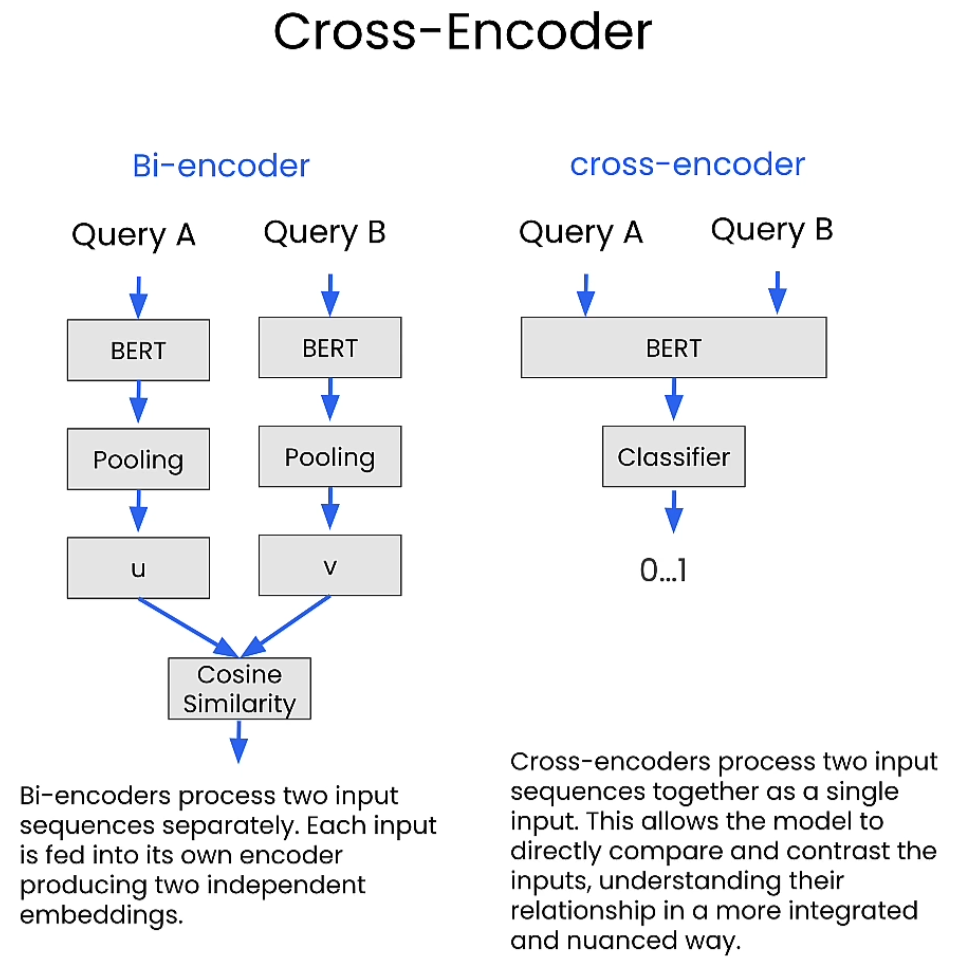 Cross-Encoder
Bi-encoder
Query A
Query B
BERT
BERT
Pooling
Pooling
u
v
Cosine
Similarity
Bi-encoders process two input
sequences separately. Each input
is fed into its own encoder
producing two independent
embeddings.
cross-encoder
Query A
Query B
BERT
Classifier
0...1
Cross-encoders process two input
sequences together as a single
input. This allows the model to
directly compare and contrast the
inputs, understanding their
relationship in a more integrated
and nuanced way.